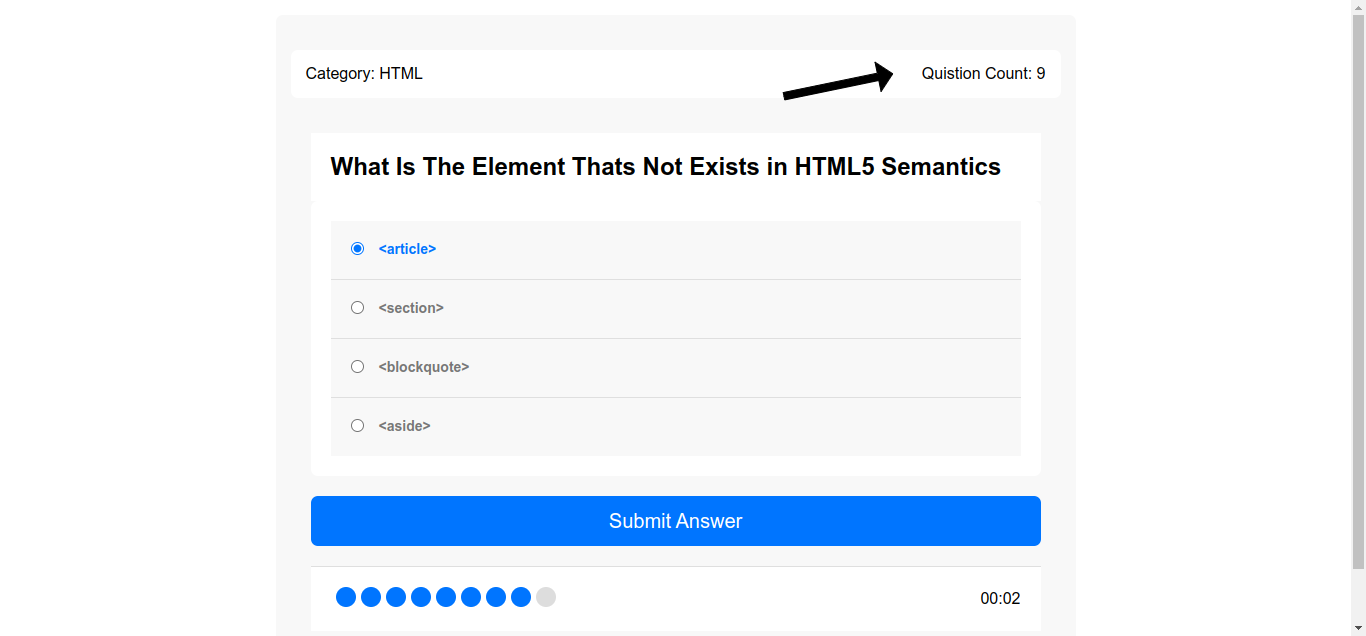 Category: HTML
Quistion Count: 9
What Is The Element Thats Not Exists in HTML5 Semantics
<article>
<section>
<blockquote>
<aside>
Submit Answer
00:02